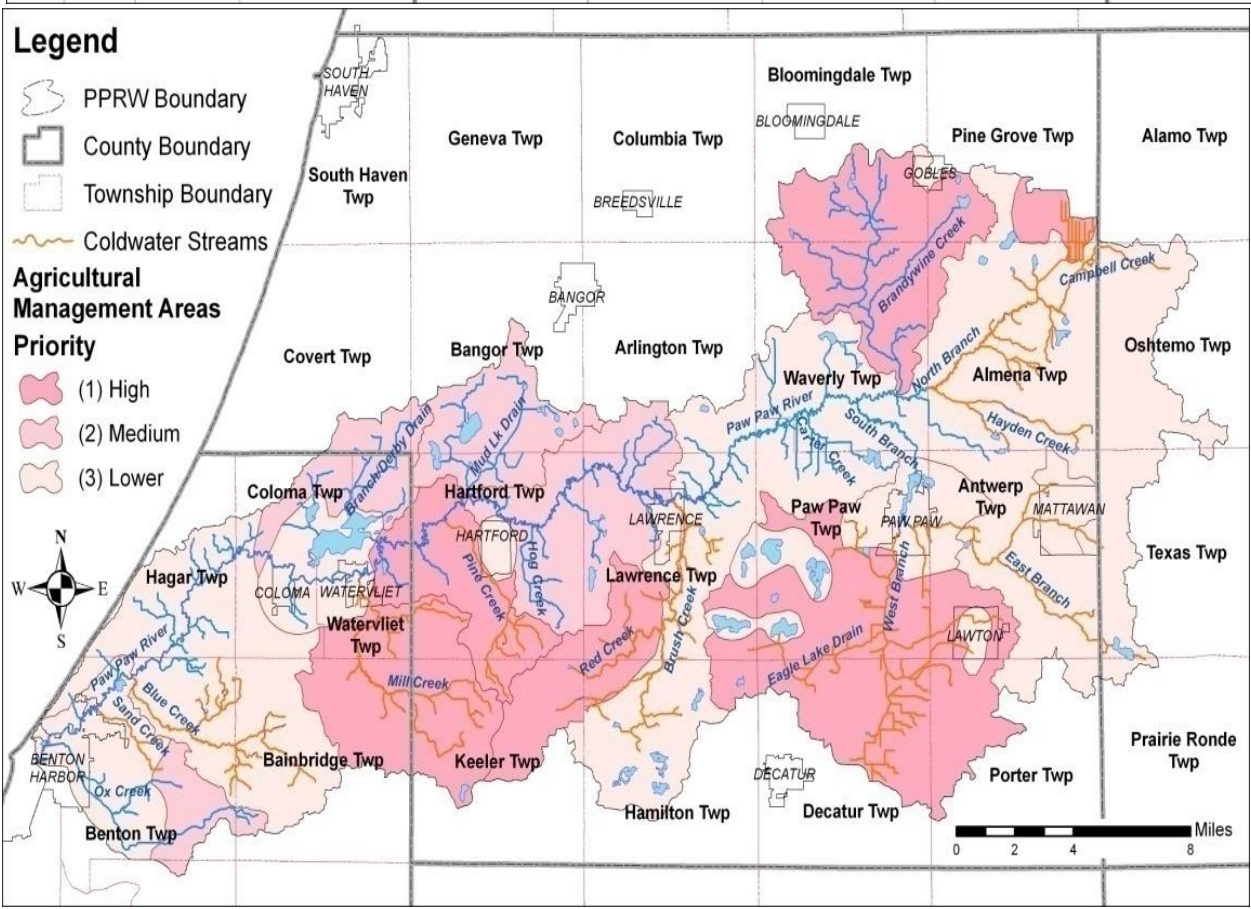 Legend
PPRW Boundary
County Boundary
Township Boundary
Coldwater Streams
Agricultural
Management Areas
Priority
(1) High
(2) Medium
(3) Lower
N
W
E
S
SOUTH
HAVEN
South Haven
Twp
Geneva Twp
Columbia Twp
BREEDSVILLE
Bloomingdale Twp
BLOOMINGDALE
Pine Grove Twp
GOBLES
Alamo Twp
BANGOR
Covert Twp
Bangor Twp
Arlington Twp
Brandywine Creek
Campbell Creek
Oshtemo Twp
Waverly Twp
North Branch
Almena Twp
Paw Paw River
Carter Creek
South Branch
Hayden Creek
Branch/Derby Drain
Mud Lk Drain
Coloma Twp
Hartford Twp
HARTFORD
Hog Creek
Pine Creek
LAWRENCE
Lawrence Twp
Paw Paw
Twp
PAW PAW
Antwerp
Twp
MATTAWAN
Texas Twp
East Branch
West Branch
Hagar Twp
COLOMA
WATERVLIET
Watervliet
Twp
Red Creek
Brush Creek
Eagle Lake Drain
LAWTON
Paw Paw River
Blue Creek
Sand Creek
Mill Creek
BENTON
HARBOR
Ox Creek
Benton Twp
Bainbridge Twp
Keeler Twp
Hamilton Twp
DECATUR
Decatur Twp
Porter Twp
Prairie Ronde
Twp
Miles
0 2 4 8